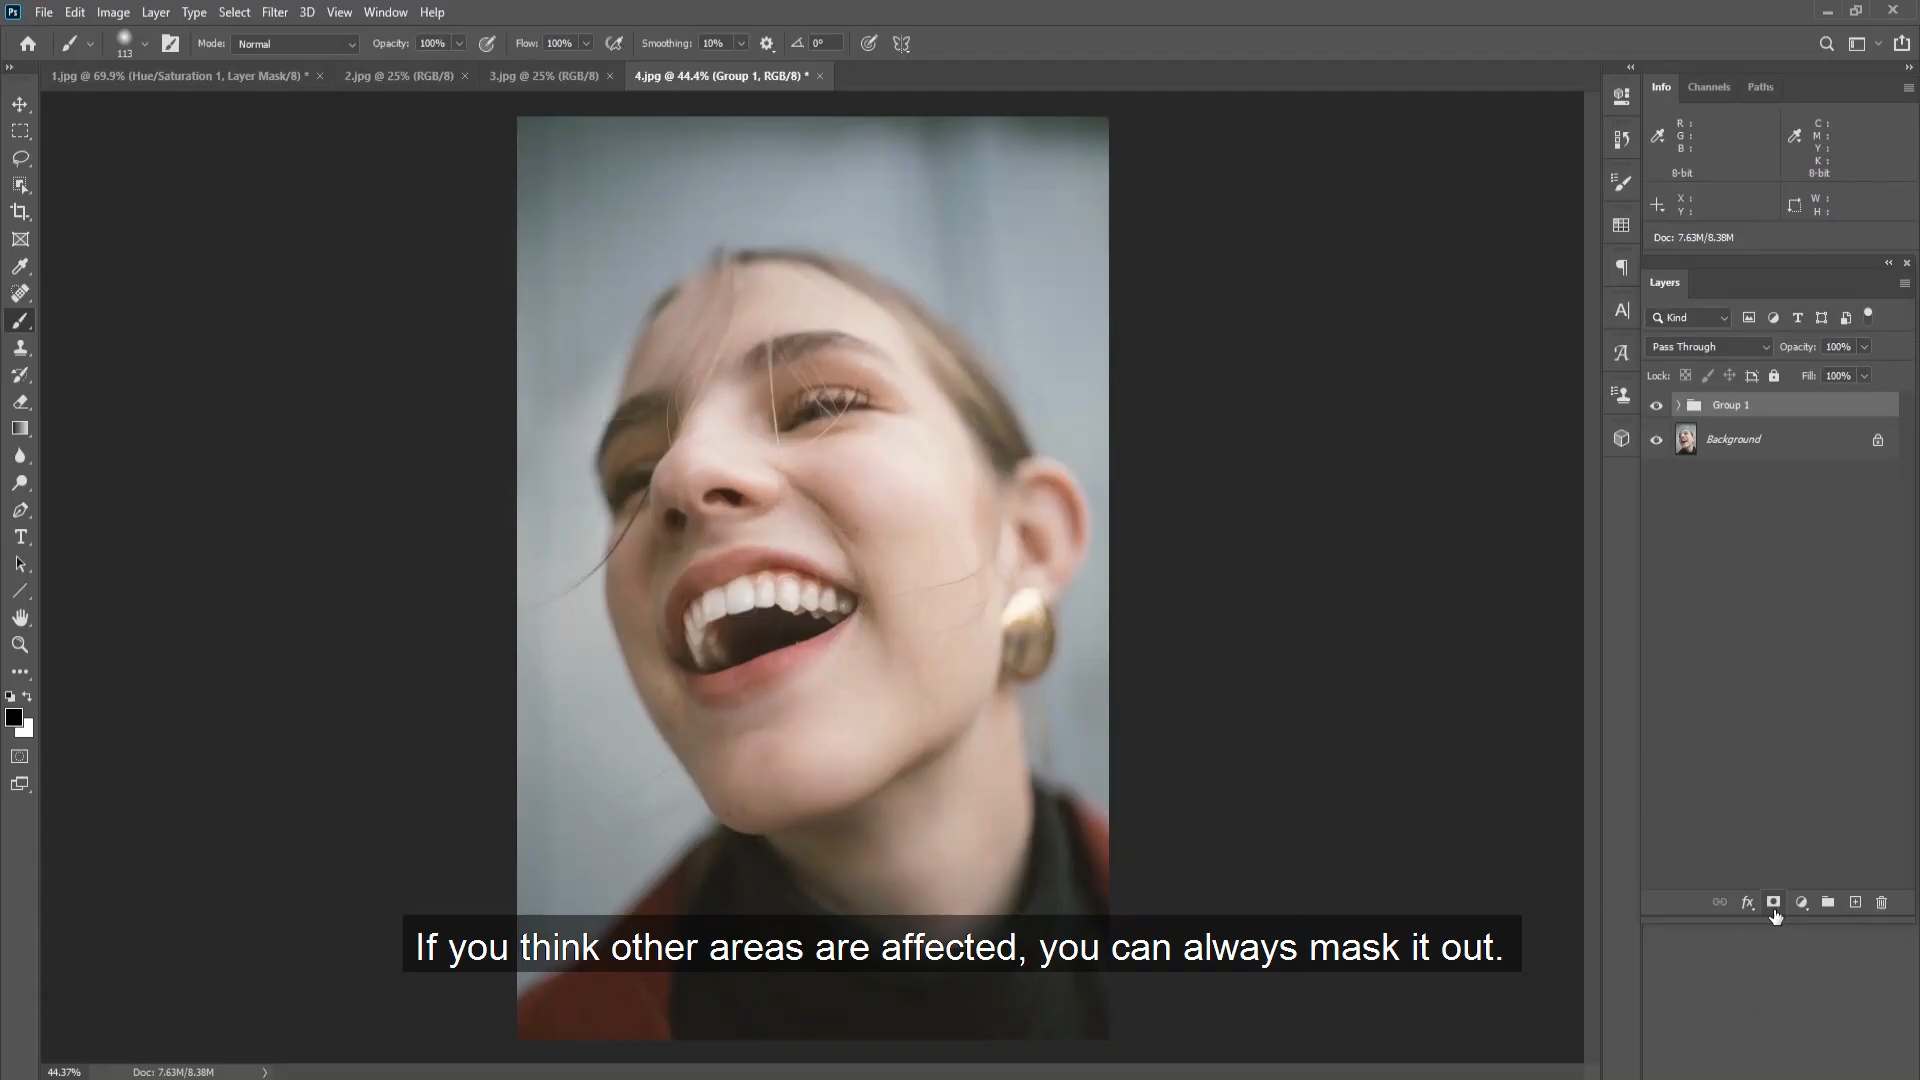 Ps File Edit Image Layer Type Select Filter 3D View Window Help
113 Mode: Normal Opacity: 100% Flow: 100% Smoothing: 10% 0°
1.jpg @ 69.9% (Hue/Saturation 1, Layer Mask/8) * × 2.jpg @ 25% (RGB/8) × 3.jpg @ 25% (RGB/8) × 4.jpg @ 44.4% (Group 1, RGB/8) * ×
Info Channels Paths
R : C :
G : M :
B : Y :
K :
8-bit 8-bit
X : W :
Y : H :
Doc: 7.63M/8.38M
Layers
Kind
Pass Through Opacity: 100%
Lock: Fill: 100%
Group 1
Background
fx
If you think other areas are affected, you can always mask it out.
44.37% Doc: 7.63M/8.38M